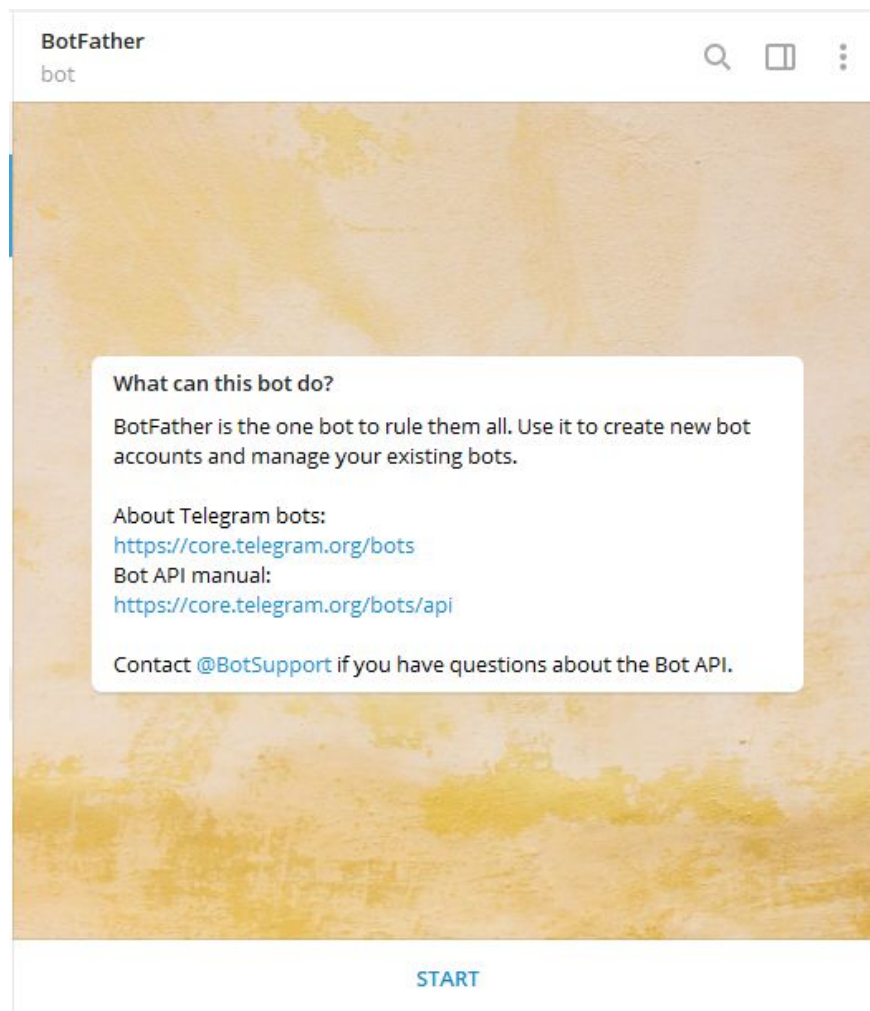 BotFather
bot
What can this bot do?
BotFather is the one bot to rule them all. Use it to create new bot
accounts and manage your existing bots.
About Telegram bots:
https://core.telegram.org/bots
Bot API manual:
https://core.telegram.org/bots/api
Contact @BotSupport if you have questions about the Bot API.
START